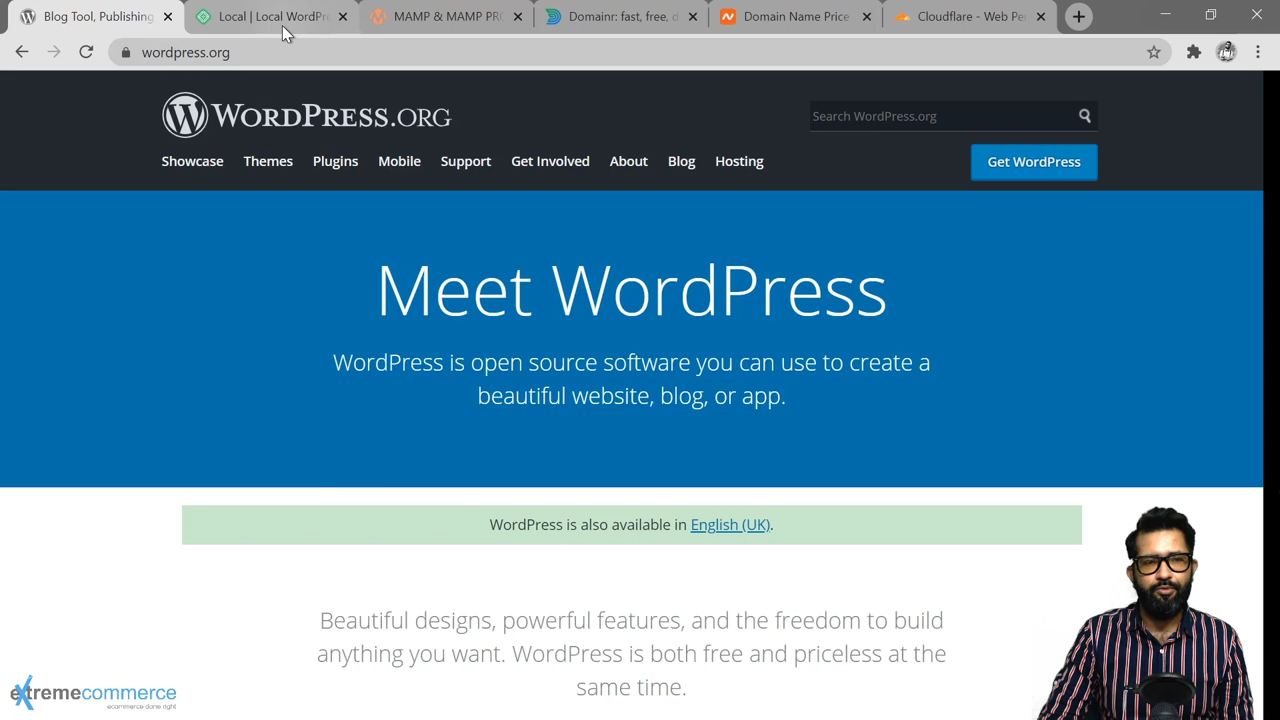 Blog Tool, Publishing
Local | Local WordPre
MAMP & MAMP PRO
Domainr: fast, free, d
Domain Name Price
Cloudflare - Web Pe
wordpress.org
WORDPRESS.ORG
Search WordPress.org
Showcase Themes Plugins Mobile Support Get Involved About Blog Hosting
Get WordPress
Meet WordPress
WordPress is open source software you can use to create a
beautiful website, blog, or app.
WordPress is also available in English (UK).
Beautiful designs, powerful features, and the freedom to build
anything you want. WordPress is both free and priceless at the
same time.
extremecommerce
ecommerce done right